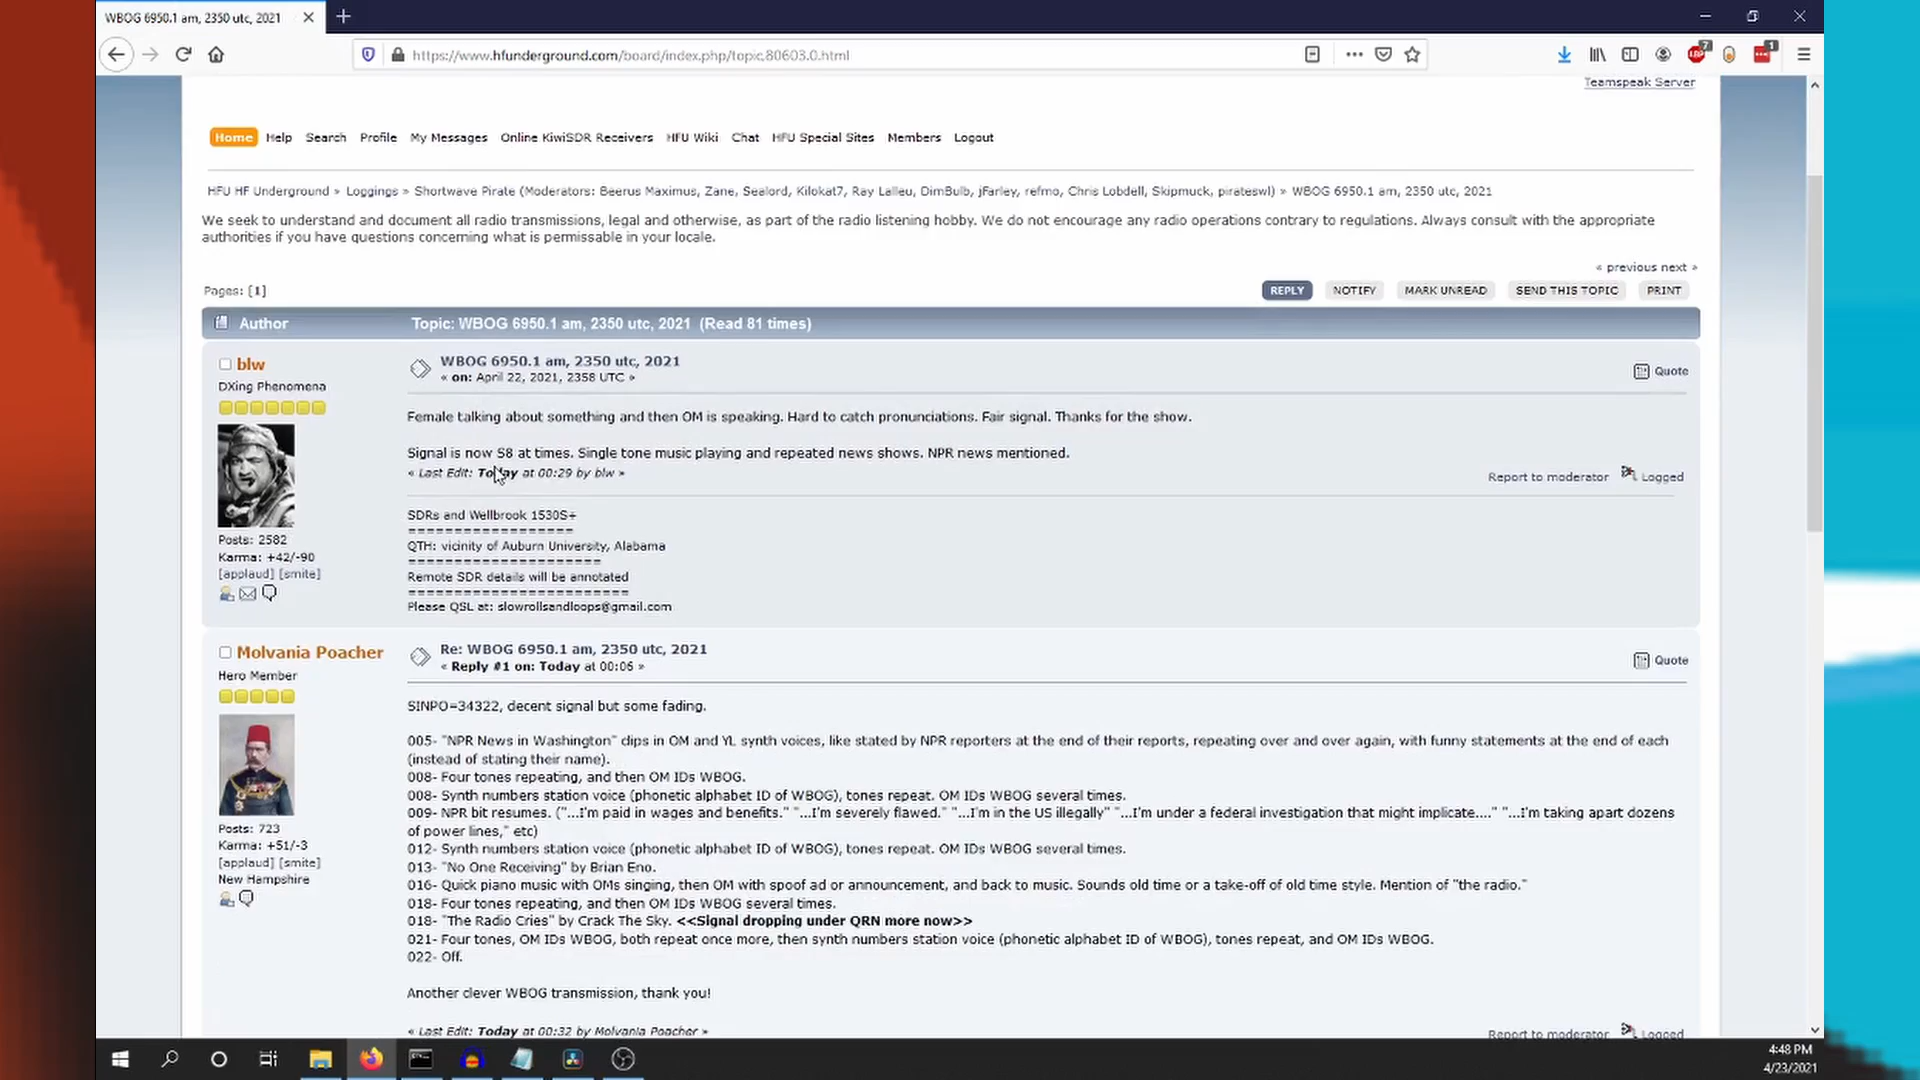 WBOG 6950.1 am, 2350 utc, 2021
https://www.hfunderground.com/board/index.php/topic,80603.0.html
7
1
Teamspeak Server
Home Help Search Profile My Messages Online KiwiSDR Receivers HFU Wiki Chat HFU Special Sites Members Logout
HFU HF Underground » Loggings » Shortwave Pirate (Moderators: Beerus Maximus, Zane, Sealord, Kilokat7, Ray Lalleu, DimBulb, jFarley, refmo, Chris Lobdell, Skipmuck, pirateswl) » WBOG 6950.1 am, 2350 utc, 2021
We seek to understand and document all radio transmissions, legal and otherwise, as part of the radio listening hobby. We do not encourage any radio operations contrary to regulations. Always consult with the appropriate
authorities if you have questions concerning what is permissable in your locale.
« previous next »
Pages: [1]
REPLY NOTIFY MARK UNREAD SEND THIS TOPIC PRINT
Author Topic: WBOG 6950.1 am, 2350 utc, 2021 (Read 81 times)
blw
DXing Phenomena
Posts: 2582
Karma: +42/-90
[applaud] [smite]
WBOG 6950.1 am, 2350 utc, 2021
« on: April 22, 2021, 2358 UTC »
Quote
Female talking about something and then OM is speaking. Hard to catch pronunciations. Fair signal. Thanks for the show.
Signal is now S8 at times. Single tone music playing and repeated news shows. NPR news mentioned.
« Last Edit: Today at 00:29 by blw »
Report to moderator Logged
SDRs and Wellbrook 1530S+
==================
QTH: vicinity of Auburn University, Alabama
=====================
Remote SDR details will be annotated
========================
Please QSL at: slowrollsandloops@gmail.com
Molvania Poacher
Hero Member
Posts: 723
Karma: +51/-3
[applaud] [smite]
New Hampshire
Re: WBOG 6950.1 am, 2350 utc, 2021
« Reply #1 on: Today at 00:06 »
Quote
SINPO=34322, decent signal but some fading.
005- "NPR News in Washington" clips in OM and YL synth voices, like stated by NPR reporters at the end of their reports, repeating over and over again, with funny statements at the end of each
(instead of stating their name).
008- Four tones repeating, and then OM IDs WBOG.
008- Synth numbers station voice (phonetic alphabet ID of WBOG), tones repeat. OM IDs WBOG several times.
009- NPR bit resumes. ("...I'm paid in wages and benefits." "...I'm severely flawed." "...I'm in the US illegally" "...I'm under a federal investigation that might implicate...." "...I'm taking apart dozens
of power lines," etc)
012- Synth numbers station voice (phonetic alphabet ID of WBOG), tones repeat. OM IDs WBOG several times.
013- "No One Receiving" by Brian Eno.
016- Quick piano music with OMs singing, then OM with spoof ad or announcement, and back to music. Sounds old time or a take-off of old time style. Mention of "the radio."
018- Four tones repeating, and then OM IDs WBOG several times.
018- "The Radio Cries" by Crack The Sky. <<Signal dropping under QRN more now>>
021- Four tones, OM IDs WBOG, both repeat once more, then synth numbers station voice (phonetic alphabet ID of WBOG), tones repeat, and OM IDs WBOG.
022- Off.
Another clever WBOG transmission, thank you!
« Last Edit: Today at 00:32 by Molvania Poacher »
Report to moderator Logged
4:48 PM
4/23/2021